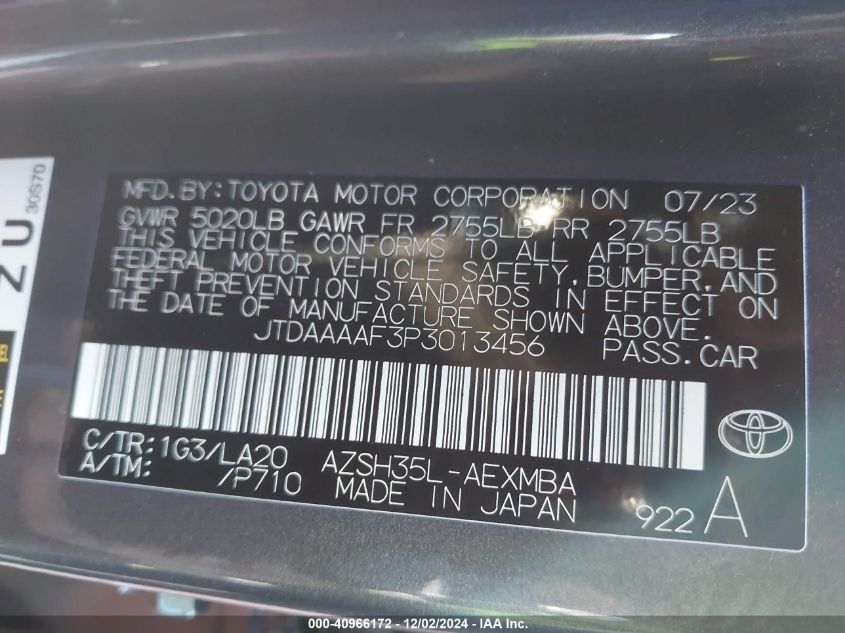 MFD.BY:TOYOTA MOTOR CORPORATION 07/23
GVWR 5020LB GAWR FR 2755LB RR 2755LB
THIS VEHICLE CONFORMS TO ALL APPLICABLE
FEDERAL MOTOR VEHICLE SAFETY,BUMPER,AND
THEFT PREVENTION STANDARDS IN EFFECT ON
THE DATE OF MANUFACTURE SHOWN ABOVE.
JTDAAAAF3P3013456 PASS.CAR
C/TR:1G3/LA20 AZSH35L-AEXMBA
A/TM: /P710 MADE IN JAPAN
922 A
ZU
30S70
000-40966172 - 12/02/2024 - IAA Inc.